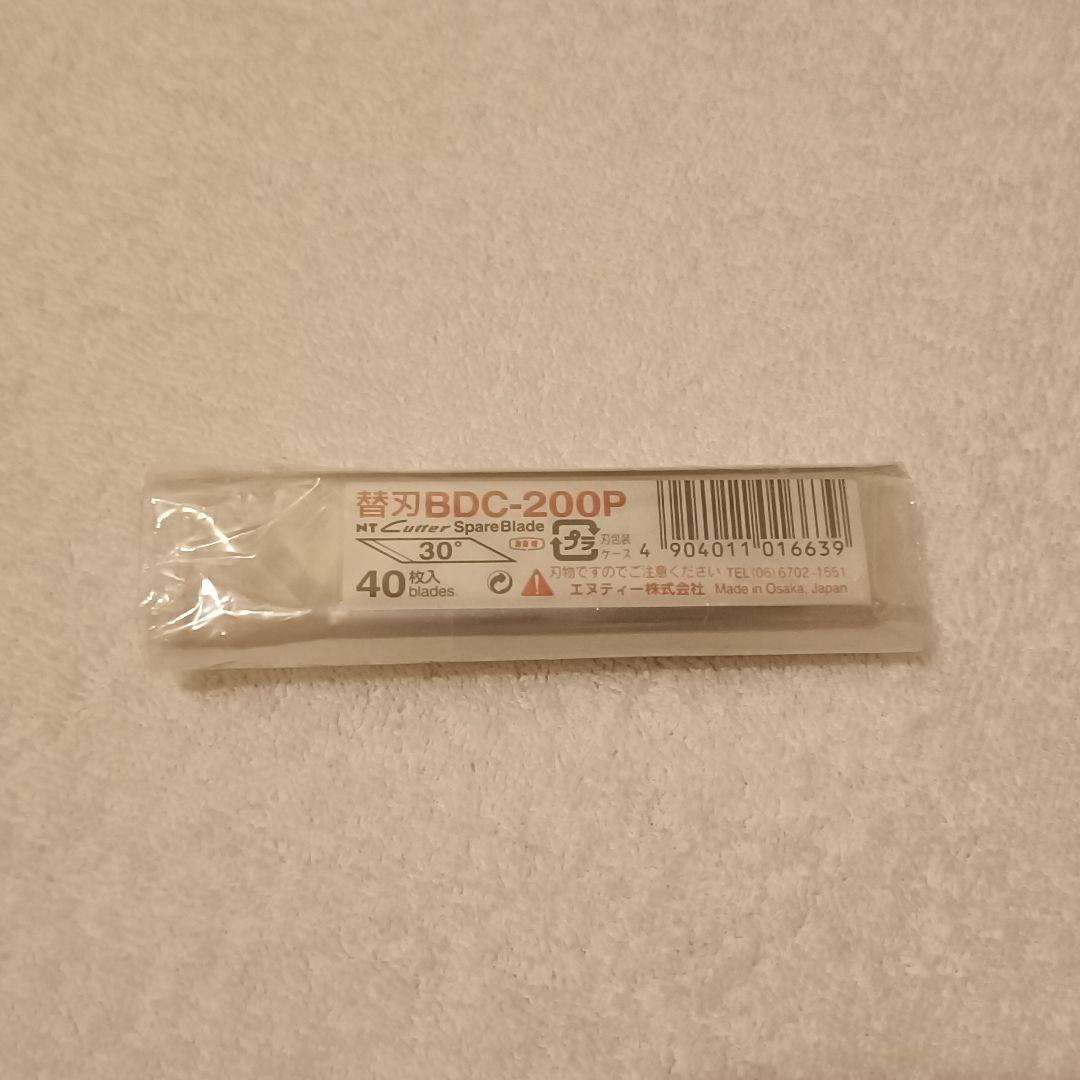 替刃BDC-200P
NT Cutter Spare Blade
30°
40枚入
blades
プラ
刃包装
ケース
4 904011 016639
刃物ですのでご注意ください TEL(06)6702-1551
エヌティー株式会社 Made in Osaka, Japan